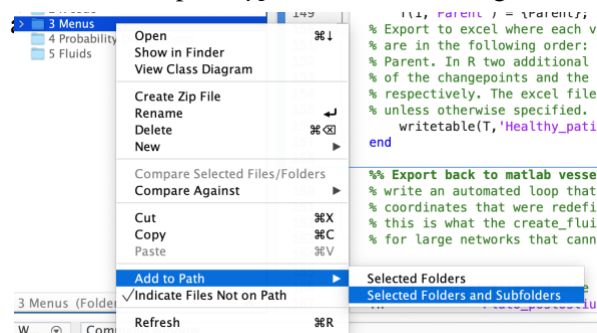 149
T(1,'Parent') = {Parent};
3 Menus
4 Probability
5 Fluids
% Export to excel where each v
% are in the following order:
% Parent. In R two additional
% of the changepoints and the
% respectively. The excel file
% unless otherwise specified.
writetable(T,'Healthy_pati
end
%% Export back to matlab vesse
% write an automated loop that
% coordinates that were redefi
% this is what the create_flui
% for large networks that cann
Open ⌘↓
Show in Finder
View Class Diagram
Create Zip File
Rename ↵
Delete ⌘⌫
New ▶
Compare Selected Files/Folders
Compare Against ▶
Cut ⌘X
Copy ⌘C
Paste ⌘V
Add to Path ▶
✓Indicate Files Not on Path
Refresh ⌘R
Selected Folders
Selected Folders and Subfolders
3 Menus (Folder